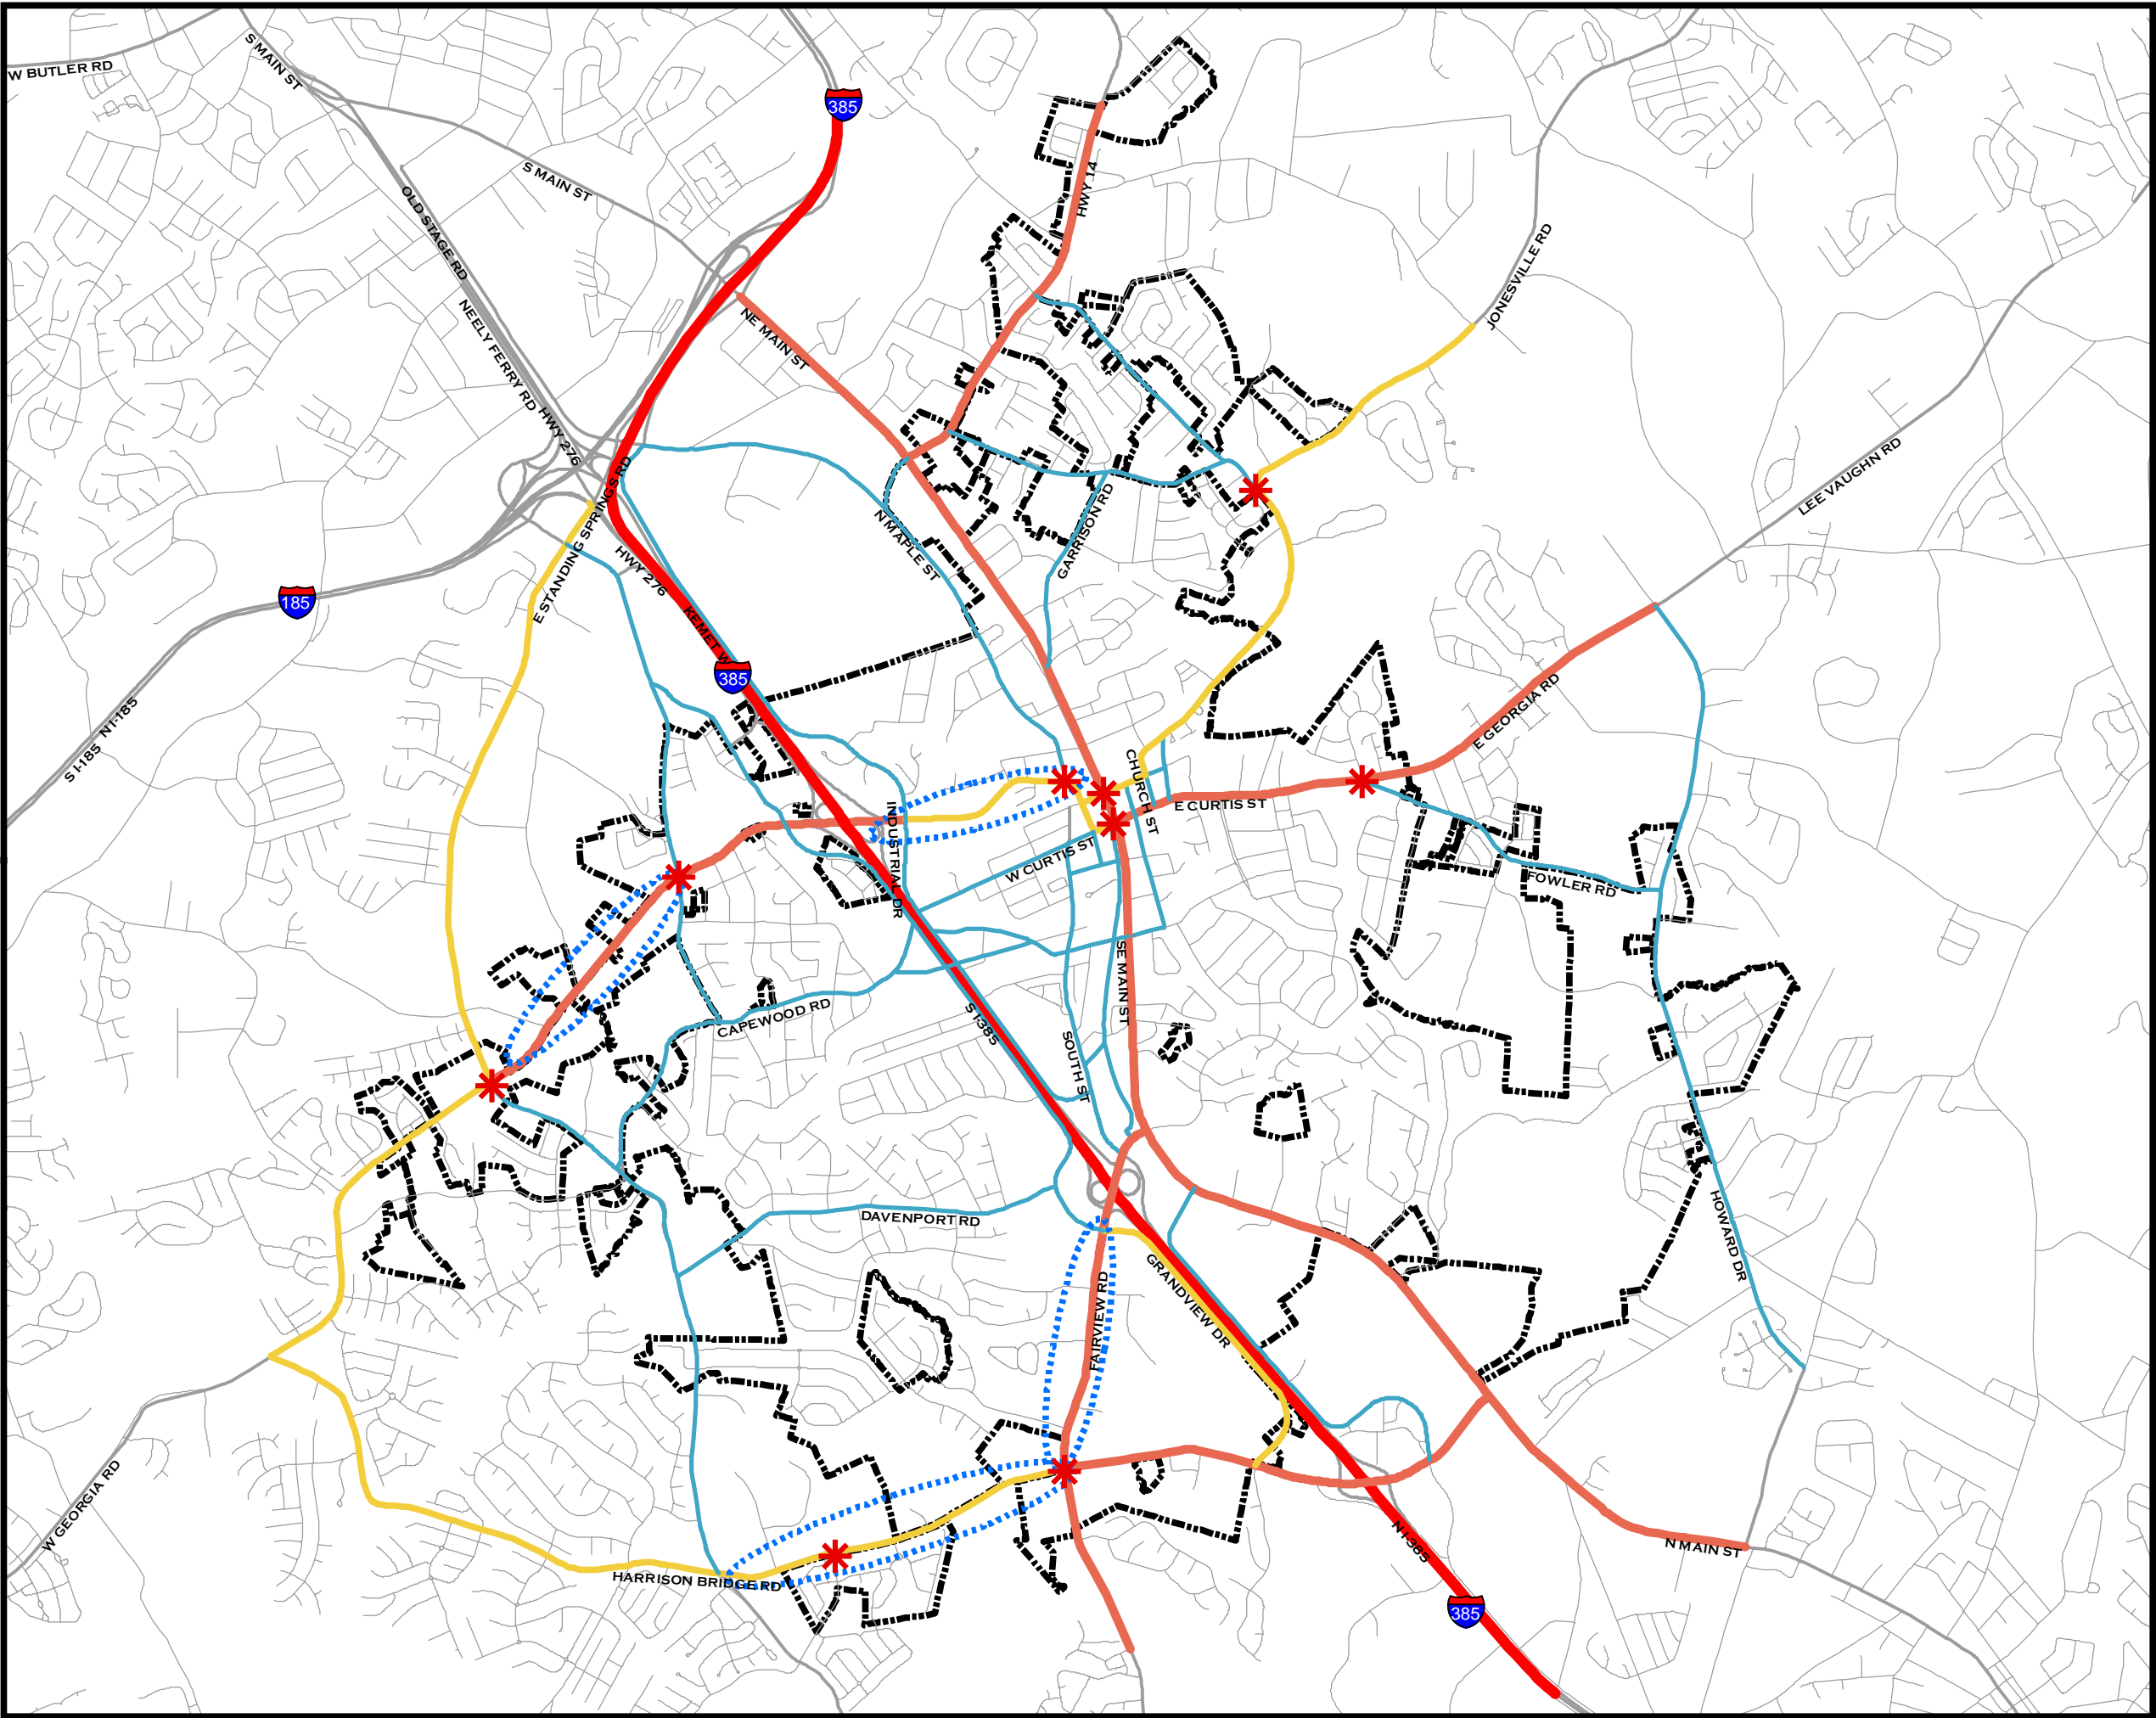 W BUTLER RD
S MAIN ST
385
S MAIN ST
HWY 14
OLD STAGE RD
JONESVILLE RD
NEELY FERRY RD
NE MAIN ST
HWY 276
LEE VAUGHN RD
E STANDING SPRINGS RD
N MAPLE ST
GARRISON RD
HWY 276
185
KEMET W
385
N I-185
S I-185
E GEORGIA RD
CHURCH ST
E CURTIS ST
INDUSTRIAL DR
W CURTIS ST
FOWLER RD
SE MAIN ST
CAPEWOOD RD
S I-385
SOUTH ST
DAVENPORT RD
HOWARD DR
GRANDVIEW DR
FAIRVIEW RD
W GEORGIA RD
N I-385
N MAIN ST
HARRISON BRIDGE RD
385